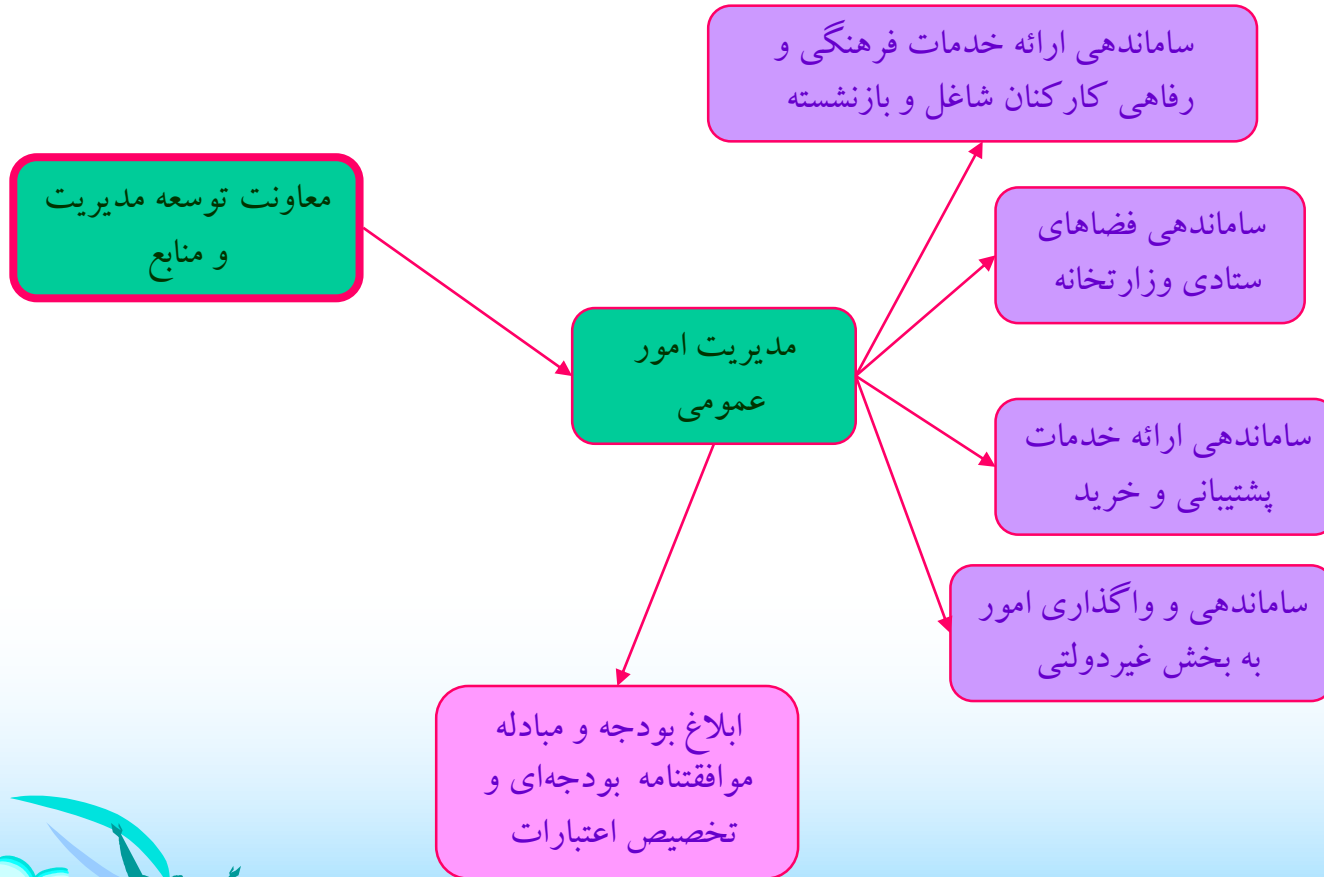 ساماندهی ارائه خدمات فرهنگی و
رفاهی کارکنان شاغل و بازنشسته
معاونت توسعه مدیریت
و منابع
ساماندهی فضاهای
ستادی وزارتخانه
مدیریت امور
عمومی
ساماندهی ارائه خدمات
پشتیبانی و خرید
ساماندهی و واگذاری امور
به بخش غیردولتی
ابلاغ بودجه و مبادله
موافقتنامه بودجه‌ای و
تخصیص اعتبارات